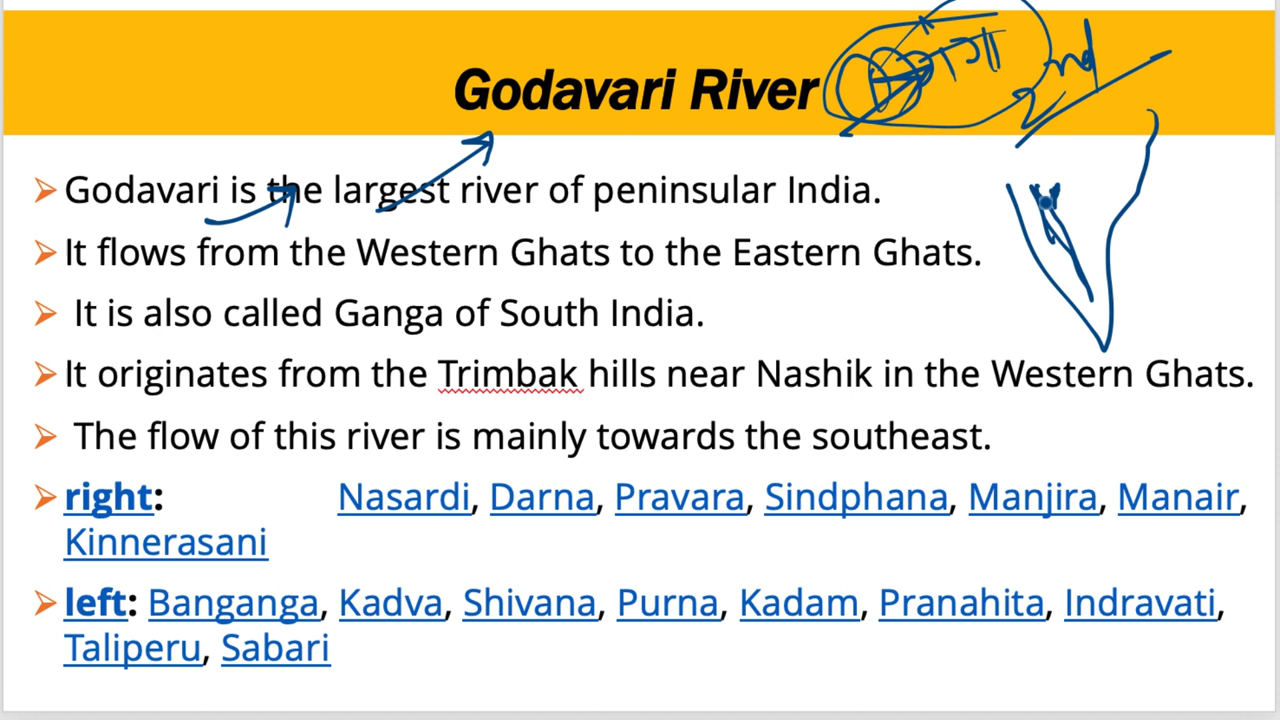 Godavari River
2nd
Godavari is the largest river of peninsular India.
It flows from the Western Ghats to the Eastern Ghats.
It is also called Ganga of South India.
It originates from the Trimbak hills near Nashik in the Western Ghats.
The flow of this river is mainly towards the southeast.
right: Nasardi, Darna, Pravara, Sindphana, Manjira, Manair,
Kinnerasani
left: Banganga, Kadva, Shivana, Purna, Kadam, Pranahita, Indravati,
Taliperu, Sabari